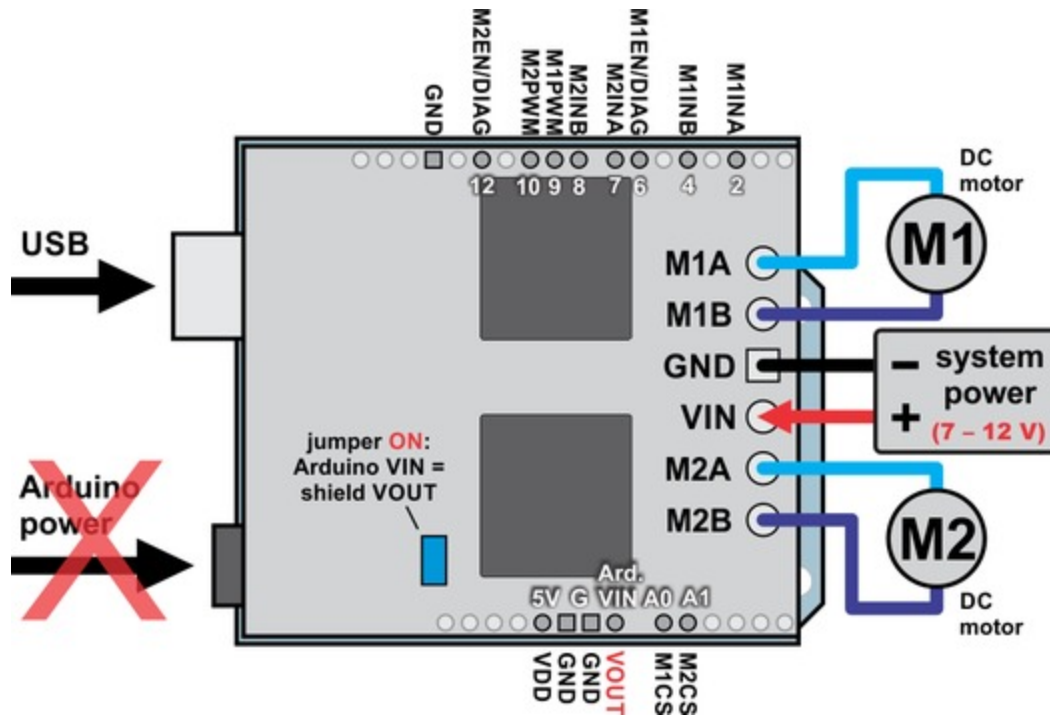 GND
M2EN/DIAG
M2PWM
M1PWM
M2INB
M2INA
M1EN/DIAG
M1INB
M1INA
12 10 9 8 7 6 4 2
USB
DC
motor
M1
M1A
M1B
GND
VIN
−
+
system
power
(7 – 12 V)
M2A
M2B
M2
DC
motor
jumper ON:
Arduino VIN =
shield VOUT
Arduino
power
Ard.
5V G VIN A0 A1
VDD
GND
GND
VOUT
M1CS
M2CS